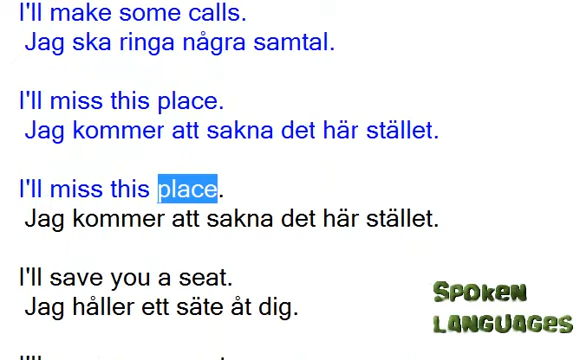 I'll make some calls.
Jag ska ringa några samtal.
I'll miss this place.
Jag kommer att sakna det här stället.
I'll miss this place.
Jag kommer att sakna det här stället.
I'll save you a seat.
Jag håller ett säte åt dig.
Spoken
Languages